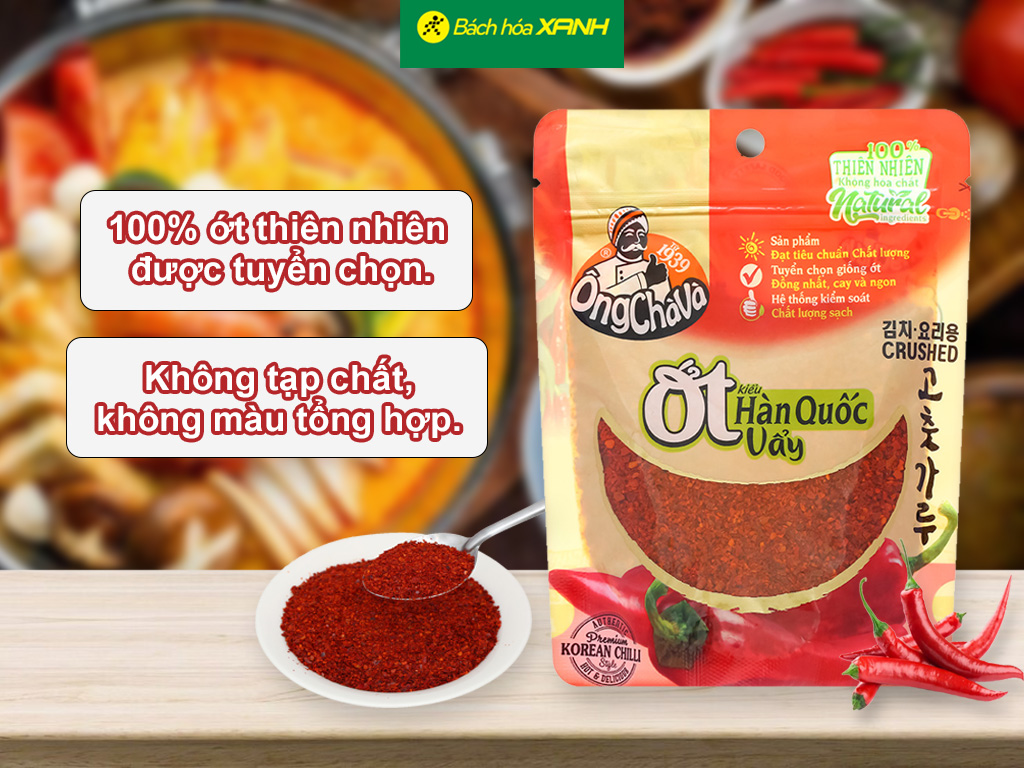 Bách hóa XANH
100% ớt thiên nhiên
được tuyển chọn.
Không tạp chất,
không màu tổng hợp.
100%
THIÊN NHIÊN
Không hóa chất
Natural
ingredients
Sản phẩm
Đạt tiêu chuẩn Chất lượng
Tuyển chọn giống ớt
Đồng nhất, cay và ngon
Hệ thống kiểm soát
Chất lượng sạch
1939
®
ÔngChàVà
김치·요리용
CRUSHED
고춧가루
Ớt
kiểu
Hàn Quốc
Vẩy
AUTHENTIC
Premium
KOREAN CHILLI
Style
HOT & DELICIOUS